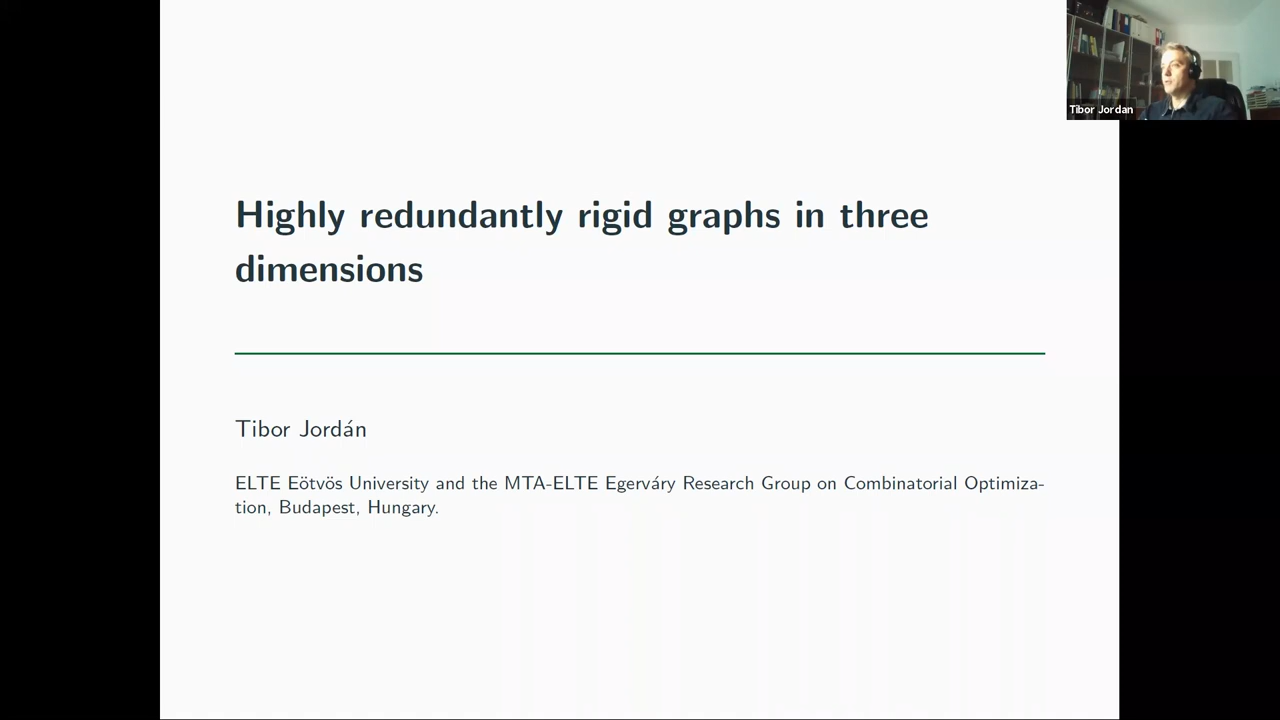 Tibor Jordan
Highly redundantly rigid graphs in three
dimensions
Tibor Jordán
ELTE Eötvös University and the MTA-ELTE Egerváry Research Group on Combinatorial Optimiza-
tion, Budapest, Hungary.